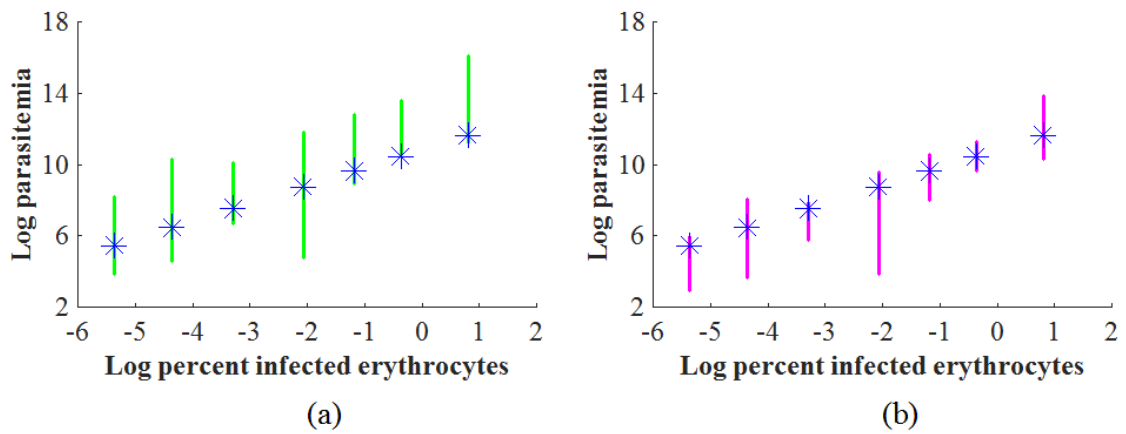 18
14
10
6
2
Log parasitemia
-6 -5 -4 -3 -2 -1 0 1 2
Log percent infected erythrocytes
(a)
18
14
10
6
2
Log parasitemia
-6 -5 -4 -3 -2 -1 0 1 2
Log percent infected erythrocytes
(b)